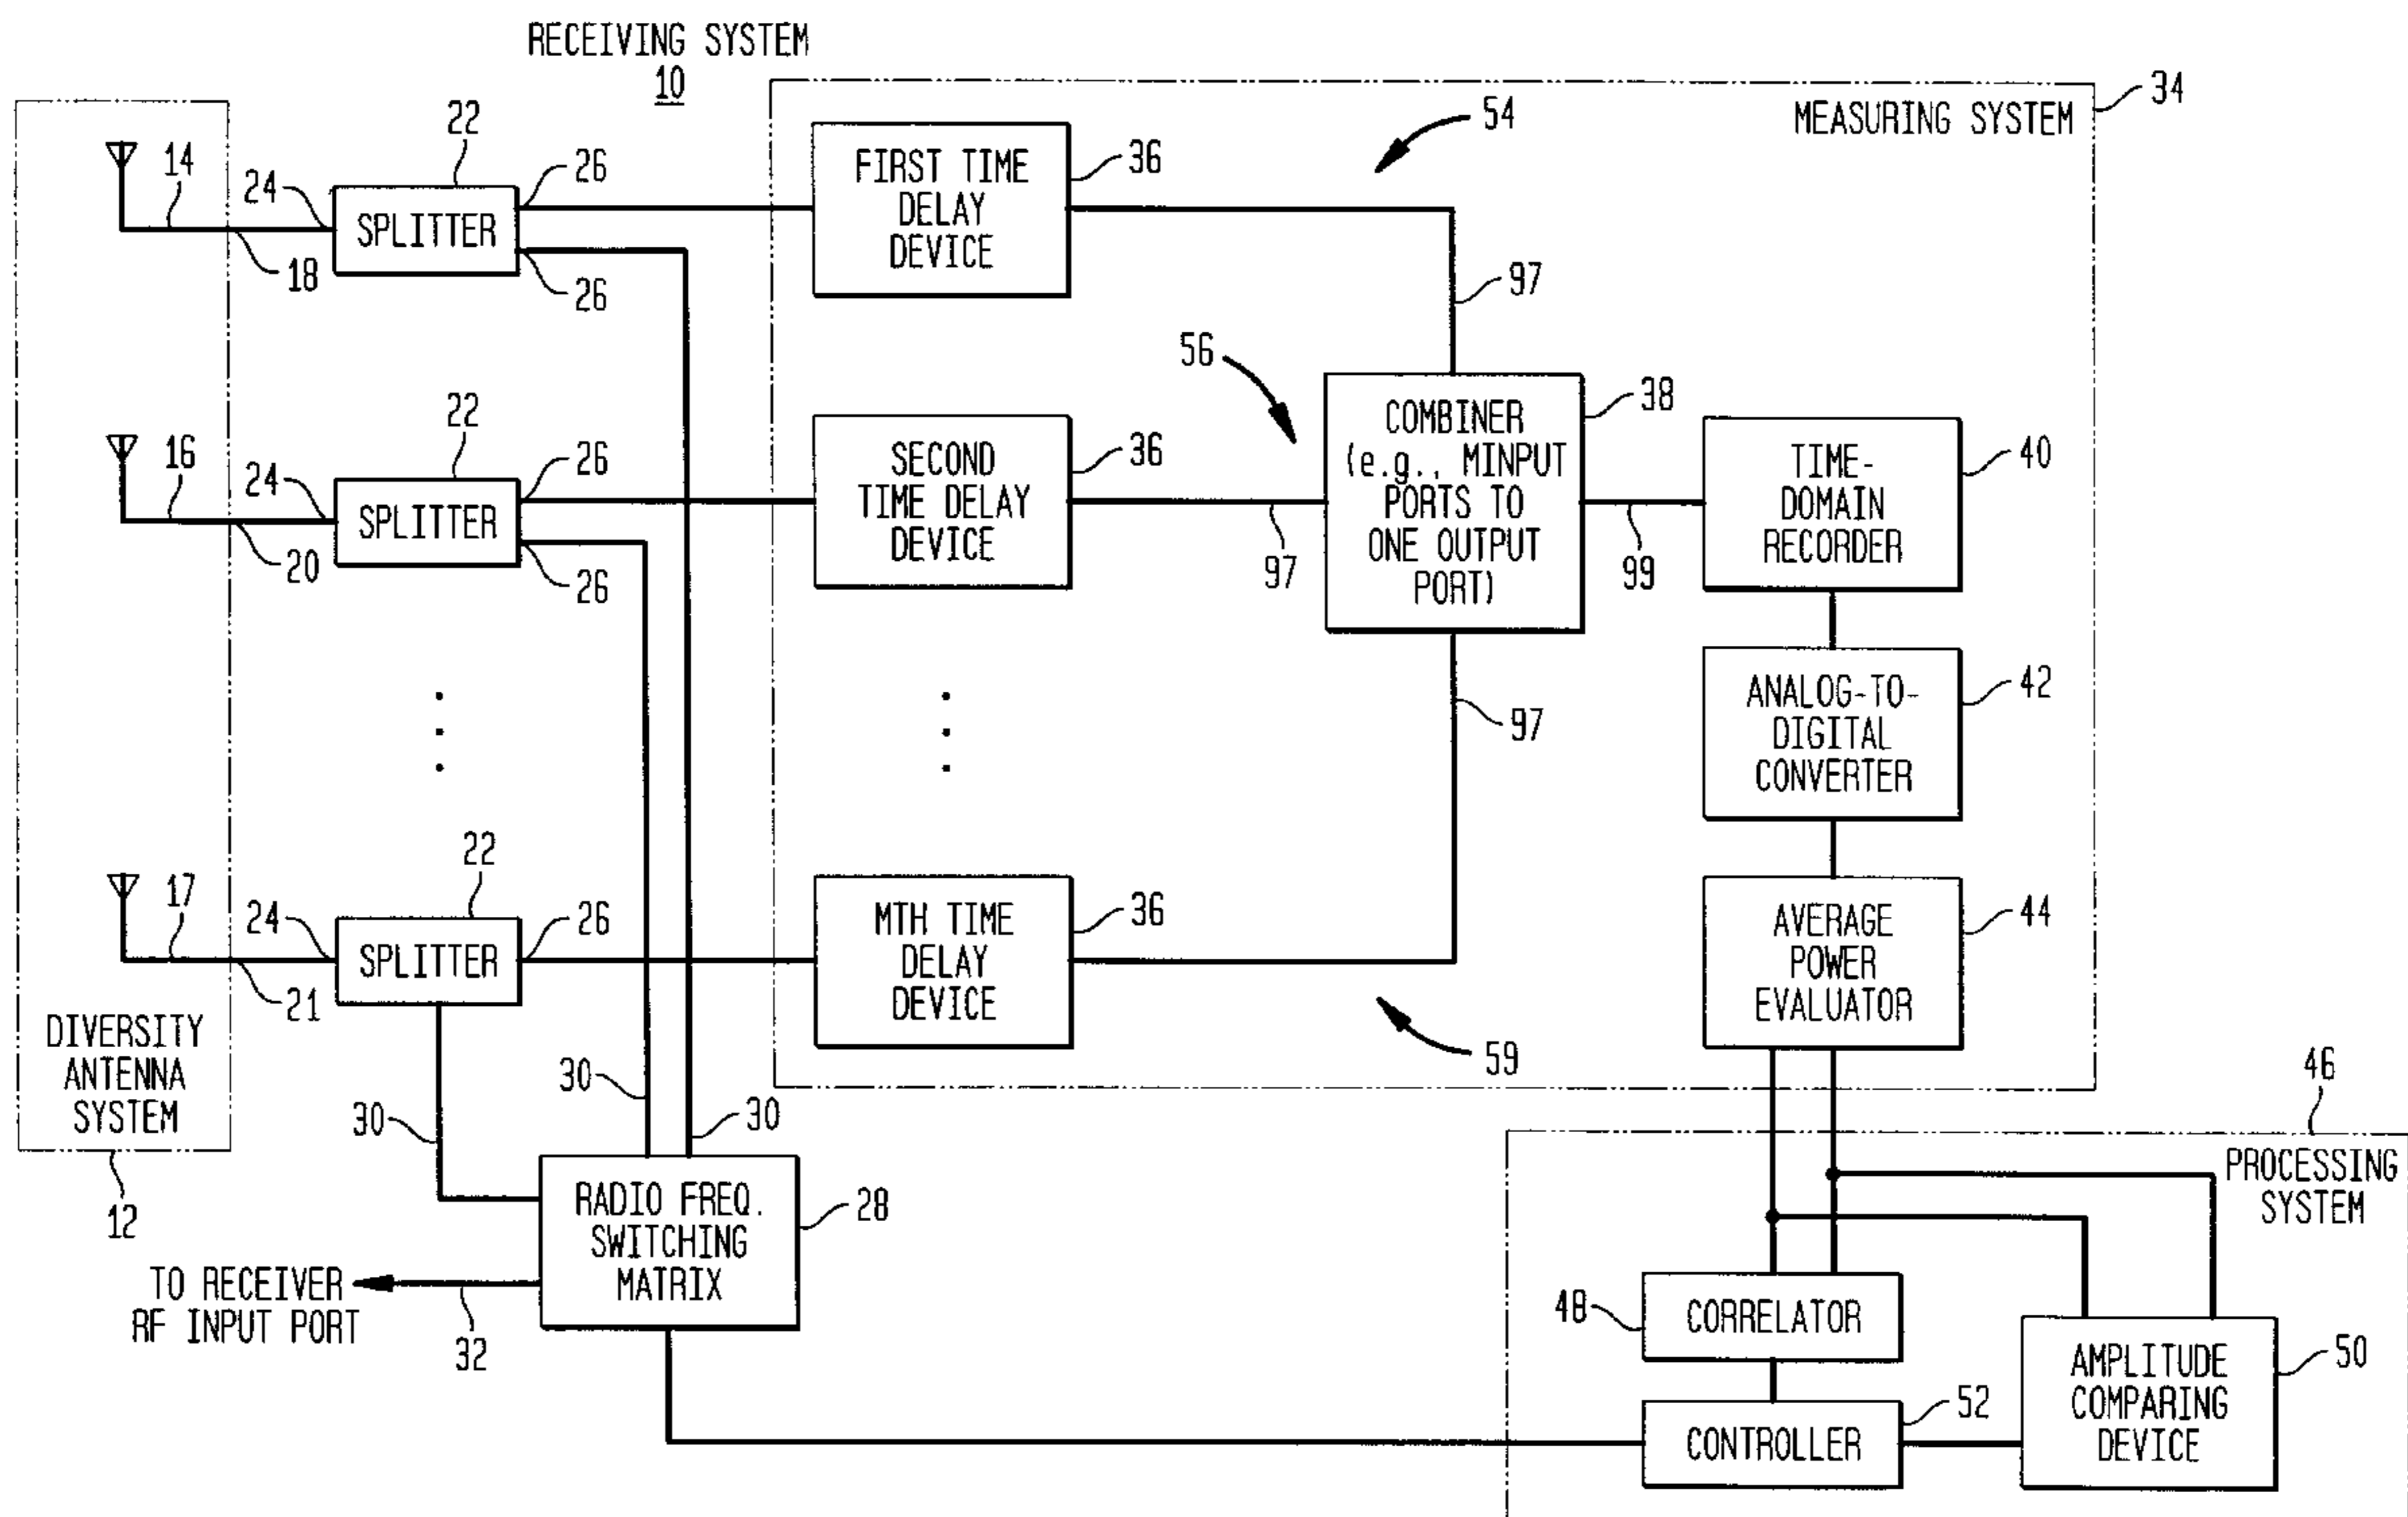 RECEIVING SYSTEM
10
34
MEASURING SYSTEM
54
22
14
24
SPLITTER
18
26
26
FIRST TIME
DELAY
DEVICE
36
97
56
22
16
24
SPLITTER
20
26
26
SECOND
TIME DELAY
DEVICE
36
97
COMBINER
(e.g., MINPUT
PORTS TO
ONE OUTPUT
PORT)
38
99
TIME-
DOMAIN
RECORDER
40
97
ANALOG-TO-
DIGITAL
CONVERTER
42
22
17
24
SPLITTER
21
26
MTH TIME
DELAY
DEVICE
36
59
AVERAGE
POWER
EVALUATOR
44
DIVERSITY
ANTENNA
SYSTEM
12
30
30
30
RADIO FREQ.
SWITCHING
MATRIX
28
TO RECEIVER
RF INPUT PORT
32
46
PROCESSING
SYSTEM
48
CORRELATOR
CONTROLLER
52
AMPLITUDE
COMPARING
DEVICE
50